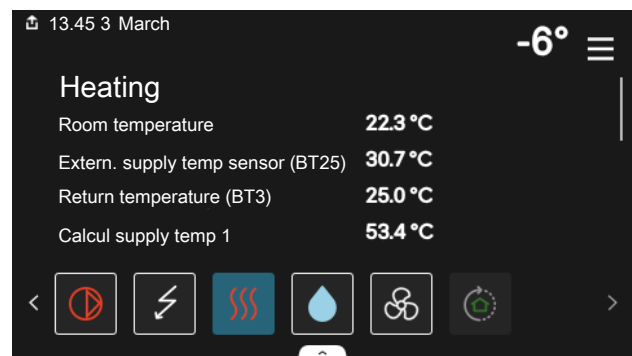 13.45 3 March
-6°
Heating
Room temperature 22.3 °C
Extern. supply temp sensor (BT25) 30.7 °C
Return temperature (BT3) 25.0 °C
Calcul supply temp 1 53.4 °C